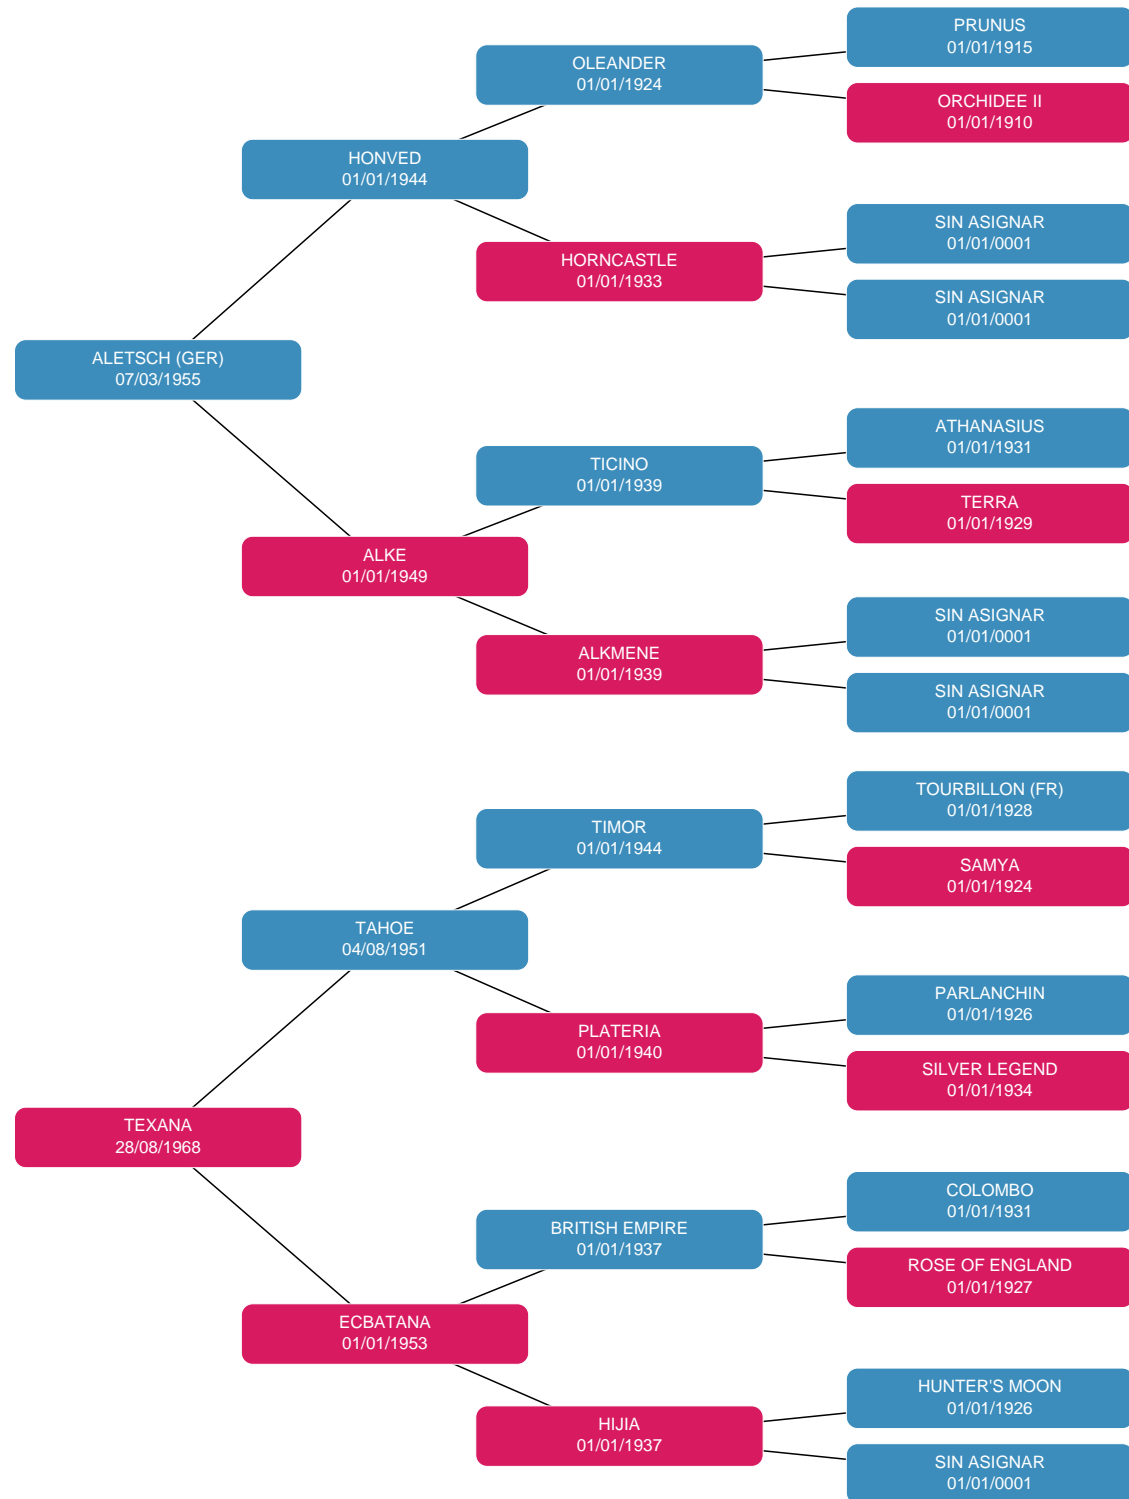 PRUNUS
01/01/1915
OLEANDER
01/01/1924
ORCHIDEE II
01/01/1910
HONVED
01/01/1944
SIN ASIGNAR
01/01/0001
HORNCASTLE
01/01/1933
SIN ASIGNAR
01/01/0001
ALETSCH (GER)
07/03/1955
ATHANASIUS
01/01/1931
TICINO
01/01/1939
TERRA
01/01/1929
ALKE
01/01/1949
SIN ASIGNAR
01/01/0001
ALKMENE
01/01/1939
SIN ASIGNAR
01/01/0001
TOURBILLON (FR)
01/01/1928
TIMOR
01/01/1944
SAMYA
01/01/1924
TAHOE
04/08/1951
PARLANCHIN
01/01/1926
PLATERIA
01/01/1940
SILVER LEGEND
01/01/1934
TEXANA
28/08/1968
COLOMBO
01/01/1931
BRITISH EMPIRE
01/01/1937
ROSE OF ENGLAND
01/01/1927
ECBATANA
01/01/1953
HUNTER'S MOON
01/01/1926
HIJIA
01/01/1937
SIN ASIGNAR
01/01/0001